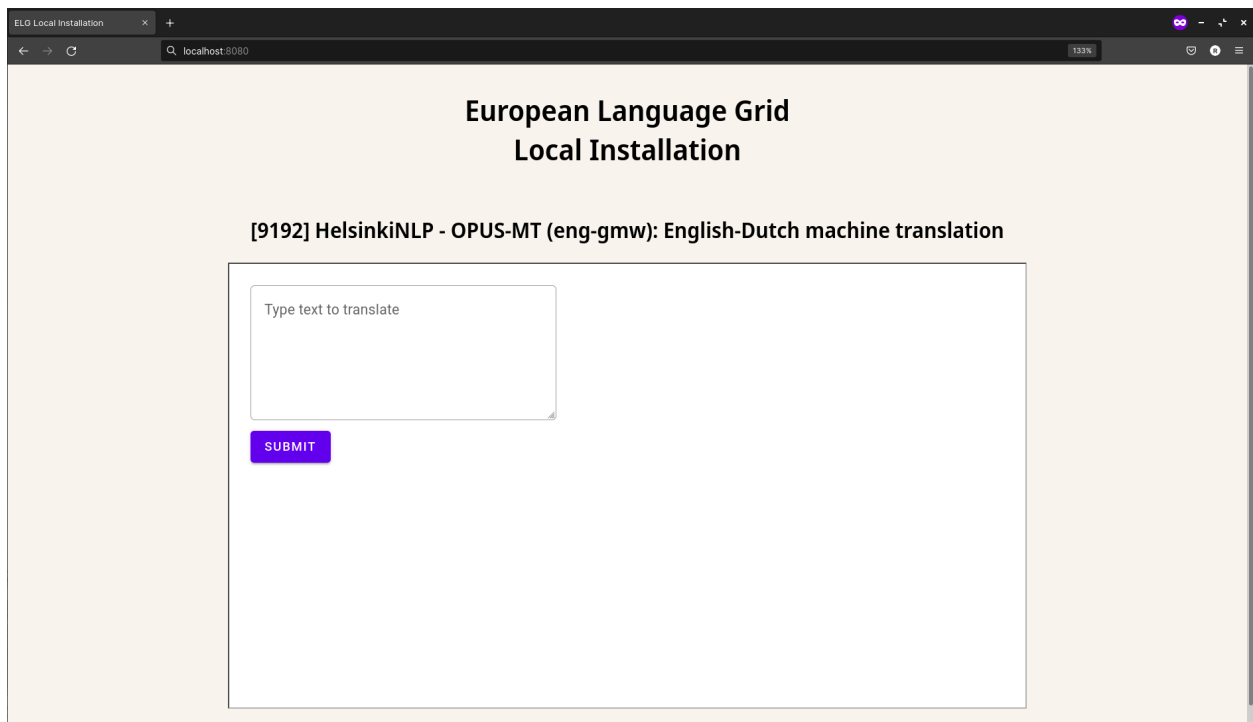 ELG Local Installation
localhost:8080
133%
European Language Grid
Local Installation
[9192] HelsinkiNLP - OPUS-MT (eng-gmw): English-Dutch machine translation
Type text to translate
SUBMIT